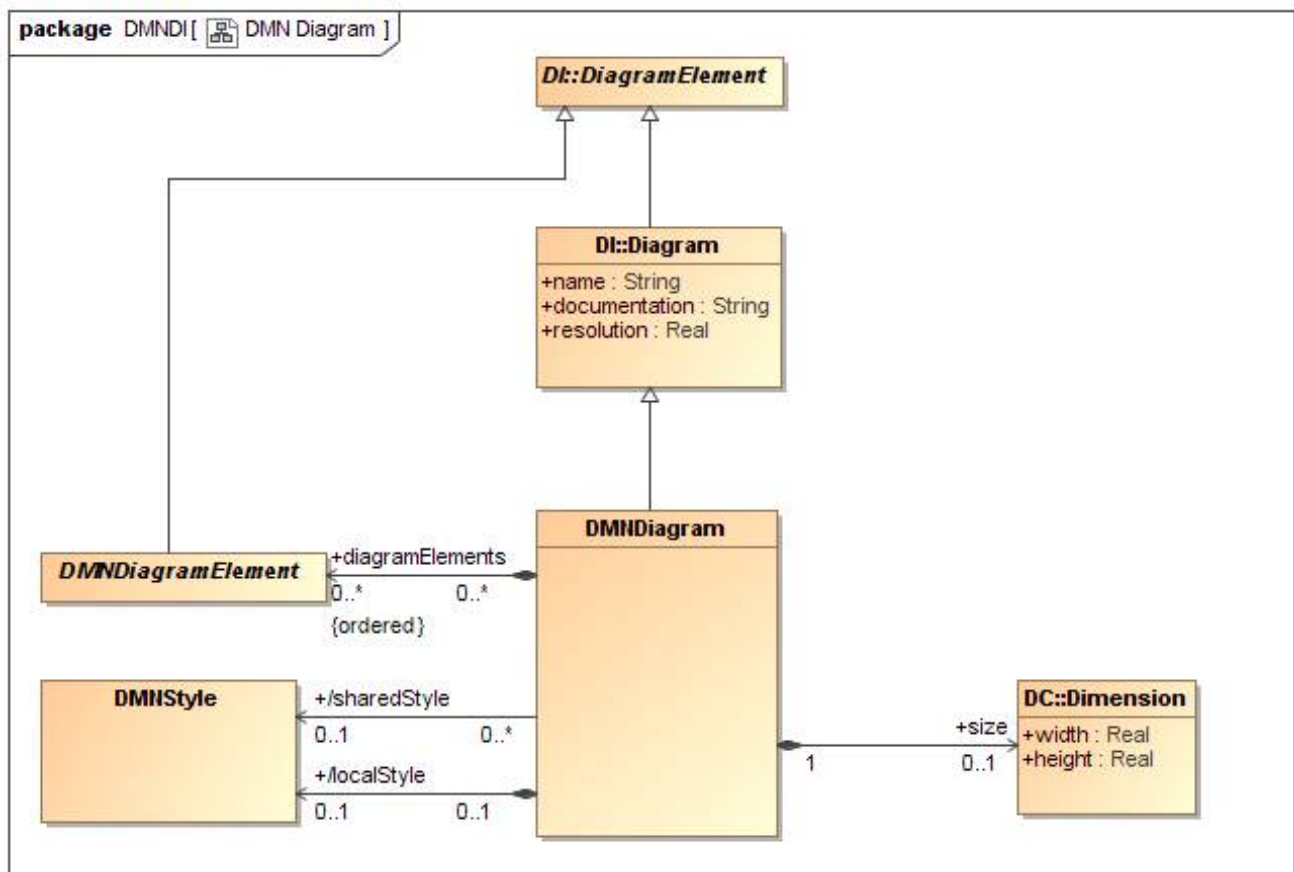 package DMNDI[ DMN Diagram ]
DI::DiagramElement
DI::Diagram
+name : String
+documentation : String
+resolution : Real
DMNDiagram
DMNDiagramElement
+diagramElements
0..* 0..*
{ordered}
DMNStyle
+/sharedStyle
0..1 0..*
+/localStyle
0..1 0..1
+size
1 0..1
DC::Dimension
+width : Real
+height : Real